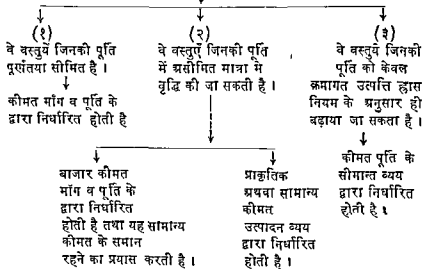 (१)
वे वस्तुयें जिनकी पूर्ति
पूर्णतया सीमित है ।
कीमत माँग व पूर्ति के
द्वारा निर्धारित होती है
(२)
वे वस्तुएँ जिनकी पूर्ति
में असीमित मात्रा मे
वृद्धि की जा सकती है ।
बाजार कीमत
माँग व पूर्ति के
द्वारा निर्धारित
होती है तथा यह सामान्य
कीमत के समान
रहने का प्रयास करती है ।
प्राकृतिक
अथवा सामान्य
कीमत
उत्पादन व्यय
द्वारा निर्धारित
होती है ।
(३)
वे वस्तुयें जिनकी
पूर्ति को केवल
क्रमागत उत्पत्ति ह्रास
नियम के अनुसार ही
बढ़ाया जा सकता है ।
कीमत पूर्ति के
सीमान्त व्यय
द्वारा निर्धारित
होती है ।